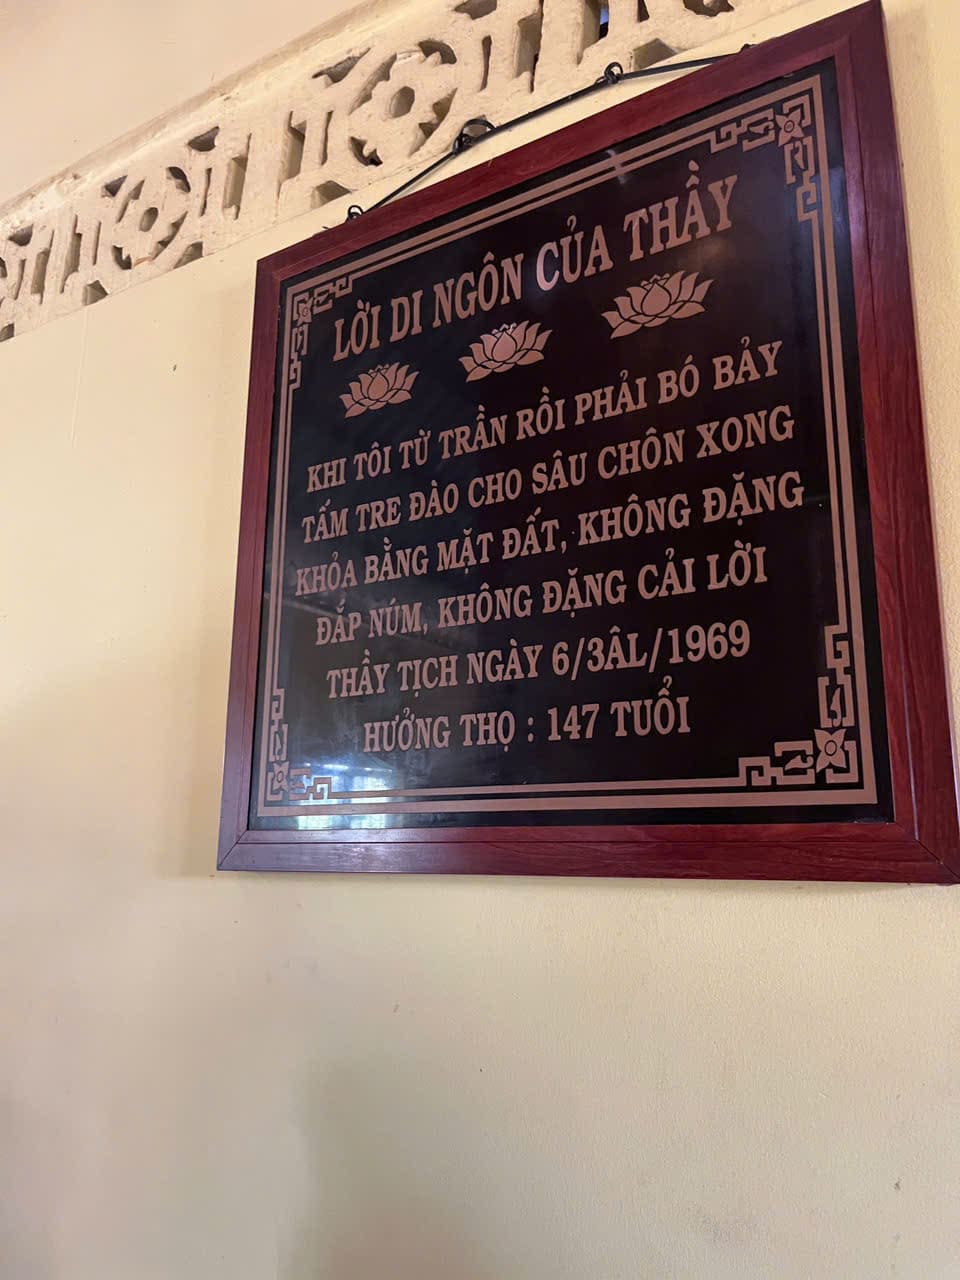 LỜI DI NGÔN CỦA THẦY
KHI TÔI TỪ TRẦN RỒI PHẢI BÓ BẢY
TẤM TRE ĐÀO CHO SÂU CHÔN XONG
KHỎA BẰNG MẶT ĐẤT, KHÔNG ĐẶNG
ĐẮP NÚM, KHÔNG ĐẶNG CẢI LỜI
THẦY TỊCH NGÀY 6/3ÂL/1969
HƯỞNG THỌ : 147 TUỔI